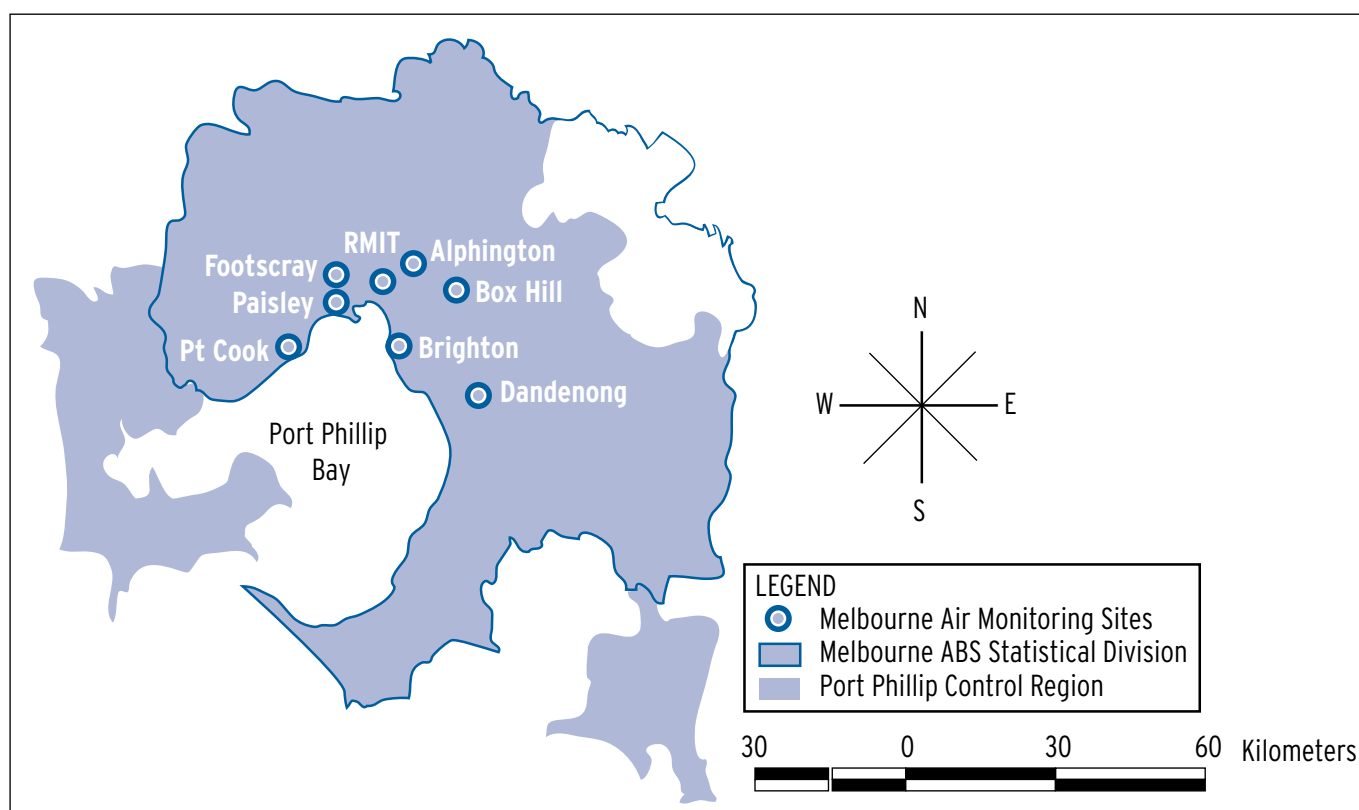 RMIT
Alphington
Footscray
Box Hill
Paisley
Pt Cook
Brighton
Dandenong
Port Phillip
Bay
N
W
E
S
LEGEND
Melbourne Air Monitoring Sites
Melbourne ABS Statistical Division
Port Phillip Control Region
30 0 30 60 Kilometers